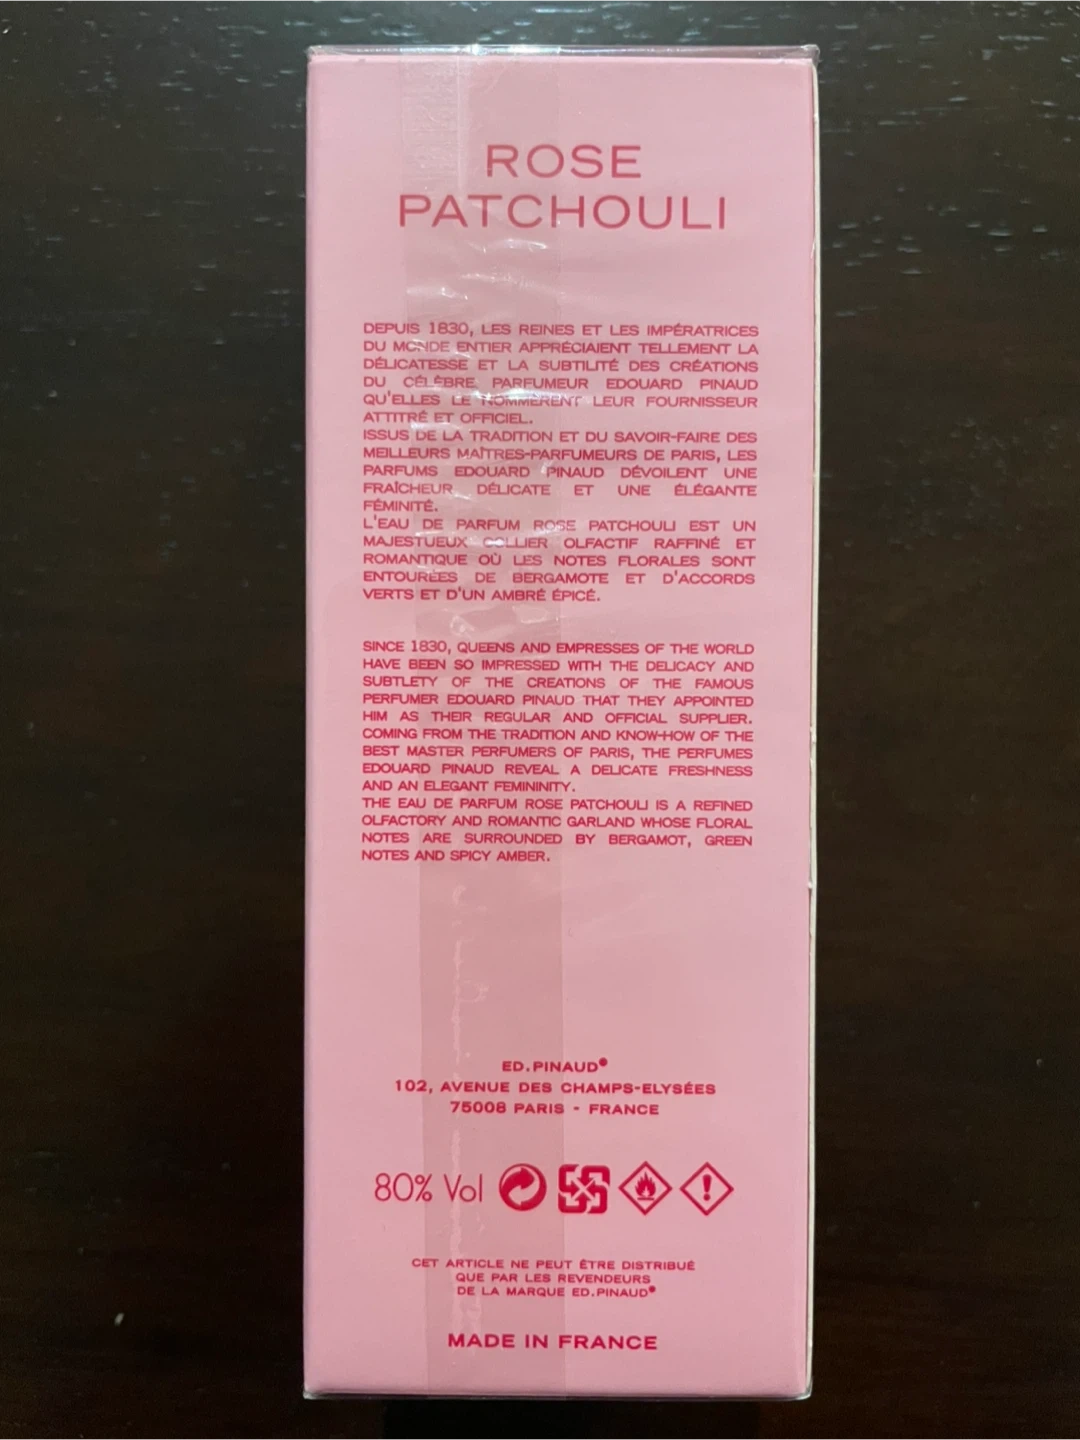 ROSE
PATCHOULI
DEPUIS 1830, LES REINES ET LES IMPÉRATRICES
DU MONDE ENTIER APPRÉCIAIENT TELLEMENT LA
DÉLICATESSE ET LA SUBTILITÉ DES CRÉATIONS
DU CÉLÈBRE PARFUMEUR EDOUARD PINAUD
QU'ELLES LE NOMMÈRENT LEUR FOURNISSEUR
ATTITRÉ ET OFFICIEL.
ISSUS DE LA TRADITION ET DU SAVOIR-FAIRE DES
MEILLEURS MAÎTRES-PARFUMEURS DE PARIS, LES
PARFUMS EDOUARD PINAUD DÉVOILENT UNE
FRAÎCHEUR DÉLICATE ET UNE ÉLÉGANTE
FÉMINITÉ.
L'EAU DE PARFUM ROSE PATCHOULI EST UN
MAJESTUEUX COLLIER OLFACTIF RAFFINÉ ET
ROMANTIQUE OÙ LES NOTES FLORALES SONT
ENTOURÉES DE BERGAMOTE ET D'ACCORDS
VERTS ET D'UN AMBRÉ ÉPICÉ.
SINCE 1830, QUEENS AND EMPRESSES OF THE WORLD
HAVE BEEN SO IMPRESSED WITH THE DELICACY AND
SUBTLETY OF THE CREATIONS OF THE FAMOUS
PERFUMER EDOUARD PINAUD THAT THEY APPOINTED
HIM AS THEIR REGULAR AND OFFICIAL SUPPLIER.
COMING FROM THE TRADITION AND KNOW-HOW OF THE
BEST MASTER PERFUMERS OF PARIS, THE PERFUMES
EDOUARD PINAUD REVEAL A DELICATE FRESHNESS
AND AN ELEGANT FEMININITY.
THE EAU DE PARFUM ROSE PATCHOULI IS A REFINED
OLFACTORY AND ROMANTIC GARLAND WHOSE FLORAL
NOTES ARE SURROUNDED BY BERGAMOT, GREEN
NOTES AND SPICY AMBER.
ED.PINAUD®
102, AVENUE DES CHAMPS-ELYSÉES
75008 PARIS - FRANCE
80% Vol
CET ARTICLE NE PEUT ÊTRE DISTRIBUÉ
QUE PAR LES REVENDEURS
DE LA MARQUE ED.PINAUD®
MADE IN FRANCE